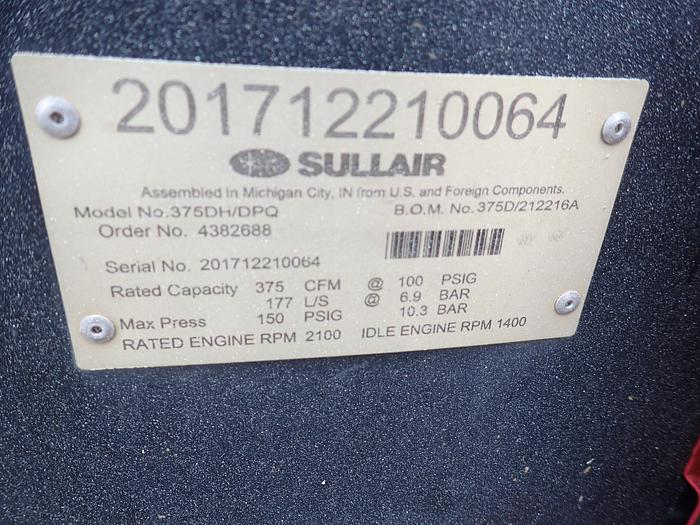 201712210064
SULLAIR
Assembled In Michigan City, IN from U.S. and Foreign Components.
Model No.375DH/DPQ B.O.M. No. 375D/212216A
Order No. 4382688
Serial No. 201712210064
Rated Capacity 375 CFM @ 100 PSIG
177 L/S @ 6.9 BAR
Max Press 150 PSIG 10.3 BAR
RATED ENGINE RPM 2100 IDLE ENGINE RPM 1400